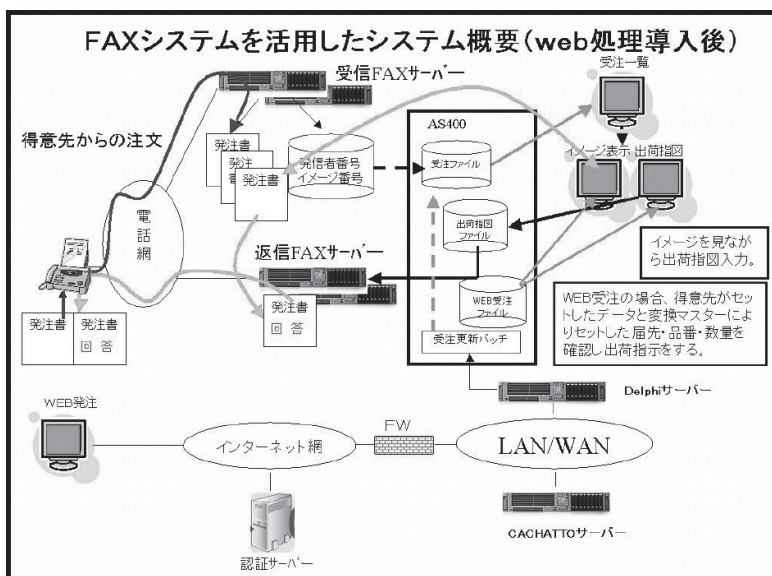 FAXシステムを活用したシステム概要(web処理導入後)
受信FAXサーバー
受注一覧
得意先からの注文
AS400
発注書
発注
発注書
発信者番号
イメージ番号
受注ファイル
イメージ表示 出荷指図
電話網
出荷指図
ファイル
返信FAXサーバー
イメージを見なが
ら出荷指図入力。
WEB受注
ファイル
発注書
回 答
発注書
発注書
回 答
受注更新バッチ
WEB受注の場合、得意先がセッ
トしたデータと変換マスターによ
りセットした届先・品番・数量を
確認し出荷指示をする。
Delphiサーバー
WEB発注
FW
インターネット網
LAN/WAN
CACHATTOサーバー
認証サーバー